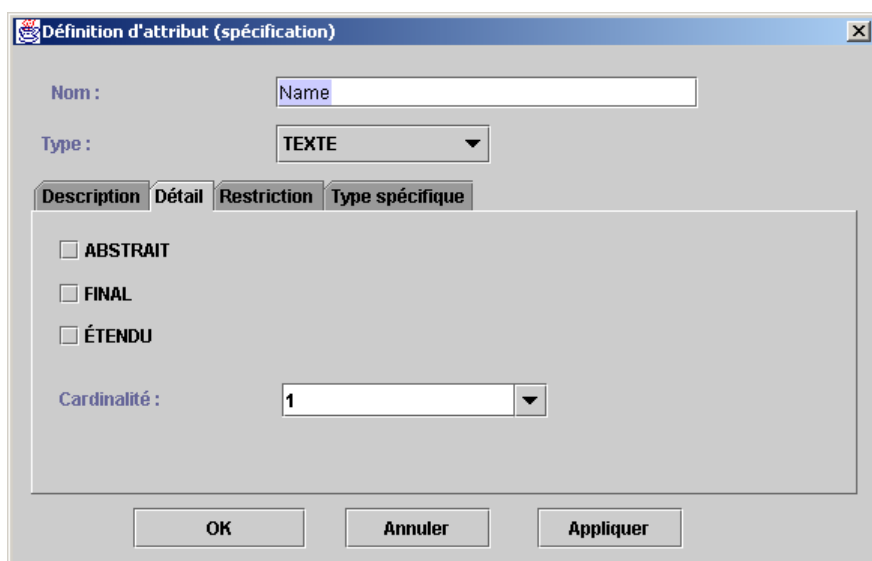 Définition d'attribut (spécification)
Nom :
Name
Type :
TEXTE
Description Détail Restriction Type spécifique
ABSTRAIT
FINAL
ÉTENDU
Cardinalité :
1
OK Annuler Appliquer